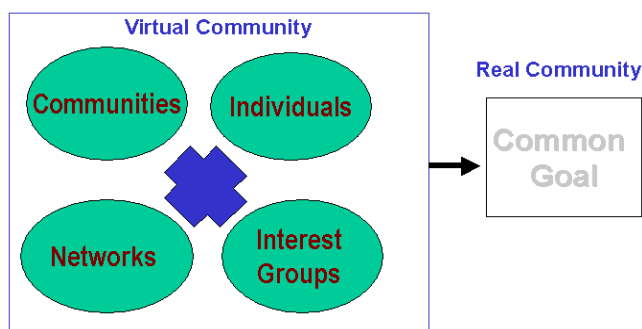 Virtual Community
Communities
Individuals
Networks
Interest
Groups
Real Community
Common
Goal